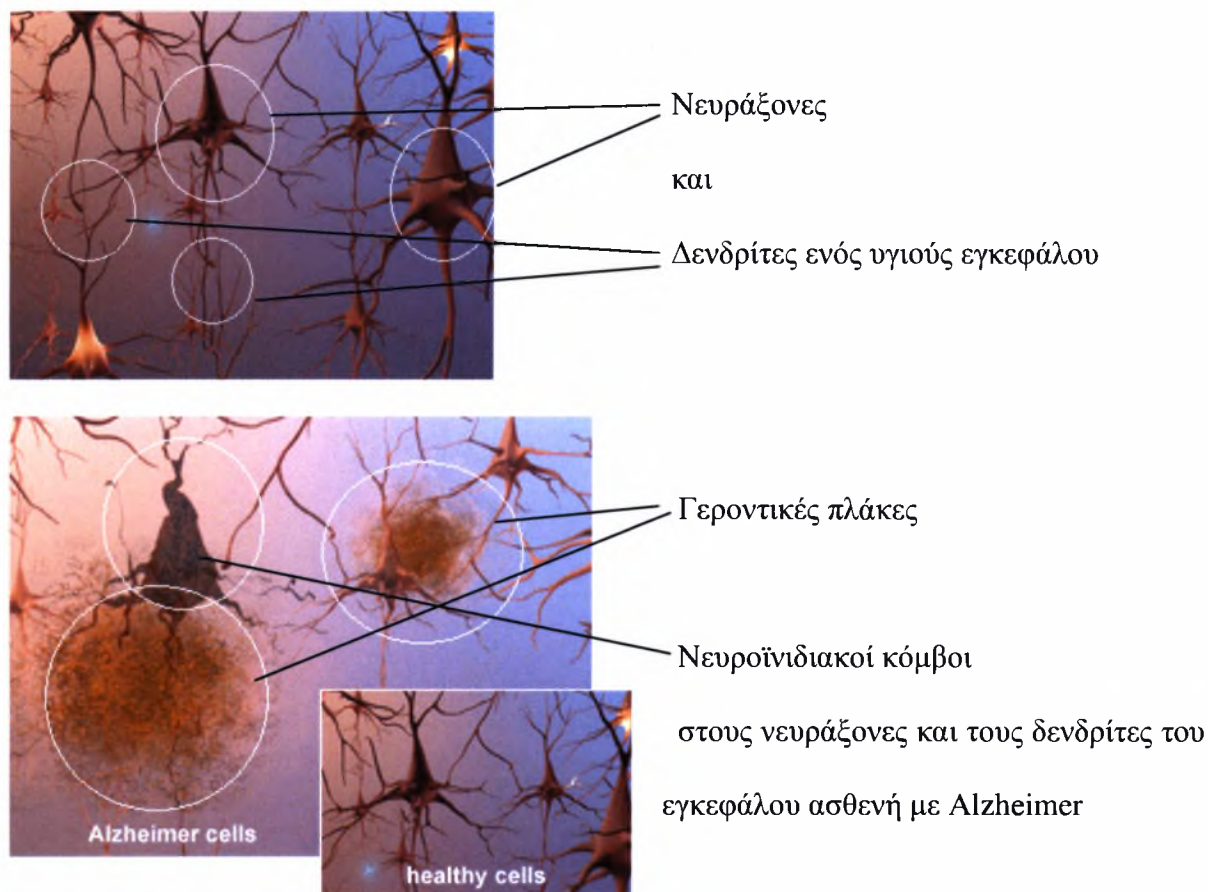 Νευράξονες
και
Δενδρίτες ενός υγιούς εγκεφάλου
Γεροντικές πλάκες
Νευροϊνιδιακοί κόμβοι
στους νευράξονες και τους δενδρίτες του
εγκεφάλου ασθενή με Alzheimer
Alzheimer cells
healthy cells